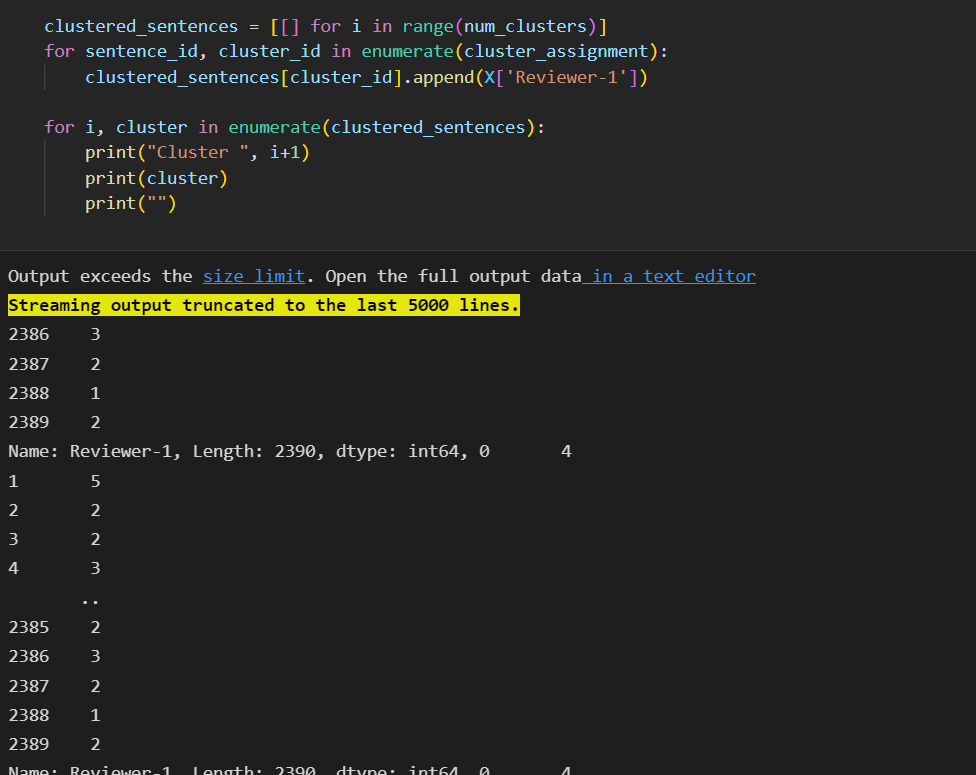 clustered_sentences = [[] for i in range(num_clusters)]
for sentence_id, cluster_id in enumerate(cluster_assignment):
    clustered_sentences[cluster_id].append(X['Reviewer-1'])

for i, cluster in enumerate(clustered_sentences):
    print("Cluster ", i+1)
    print(cluster)
    print("")

Output exceeds the size limit. Open the full output data in a text editor
Streaming output truncated to the last 5000 lines.
2386    3
2387    2
2388    1
2389    2
Name: Reviewer-1, Length: 2390, dtype: int64, 0       4
1       5
2       2
3       2
4       3
       ..
2385    2
2386    3
2387    2
2388    1
2389    2
Name: Reviewer-1, Length: 2390, dtype: int64, 0       4